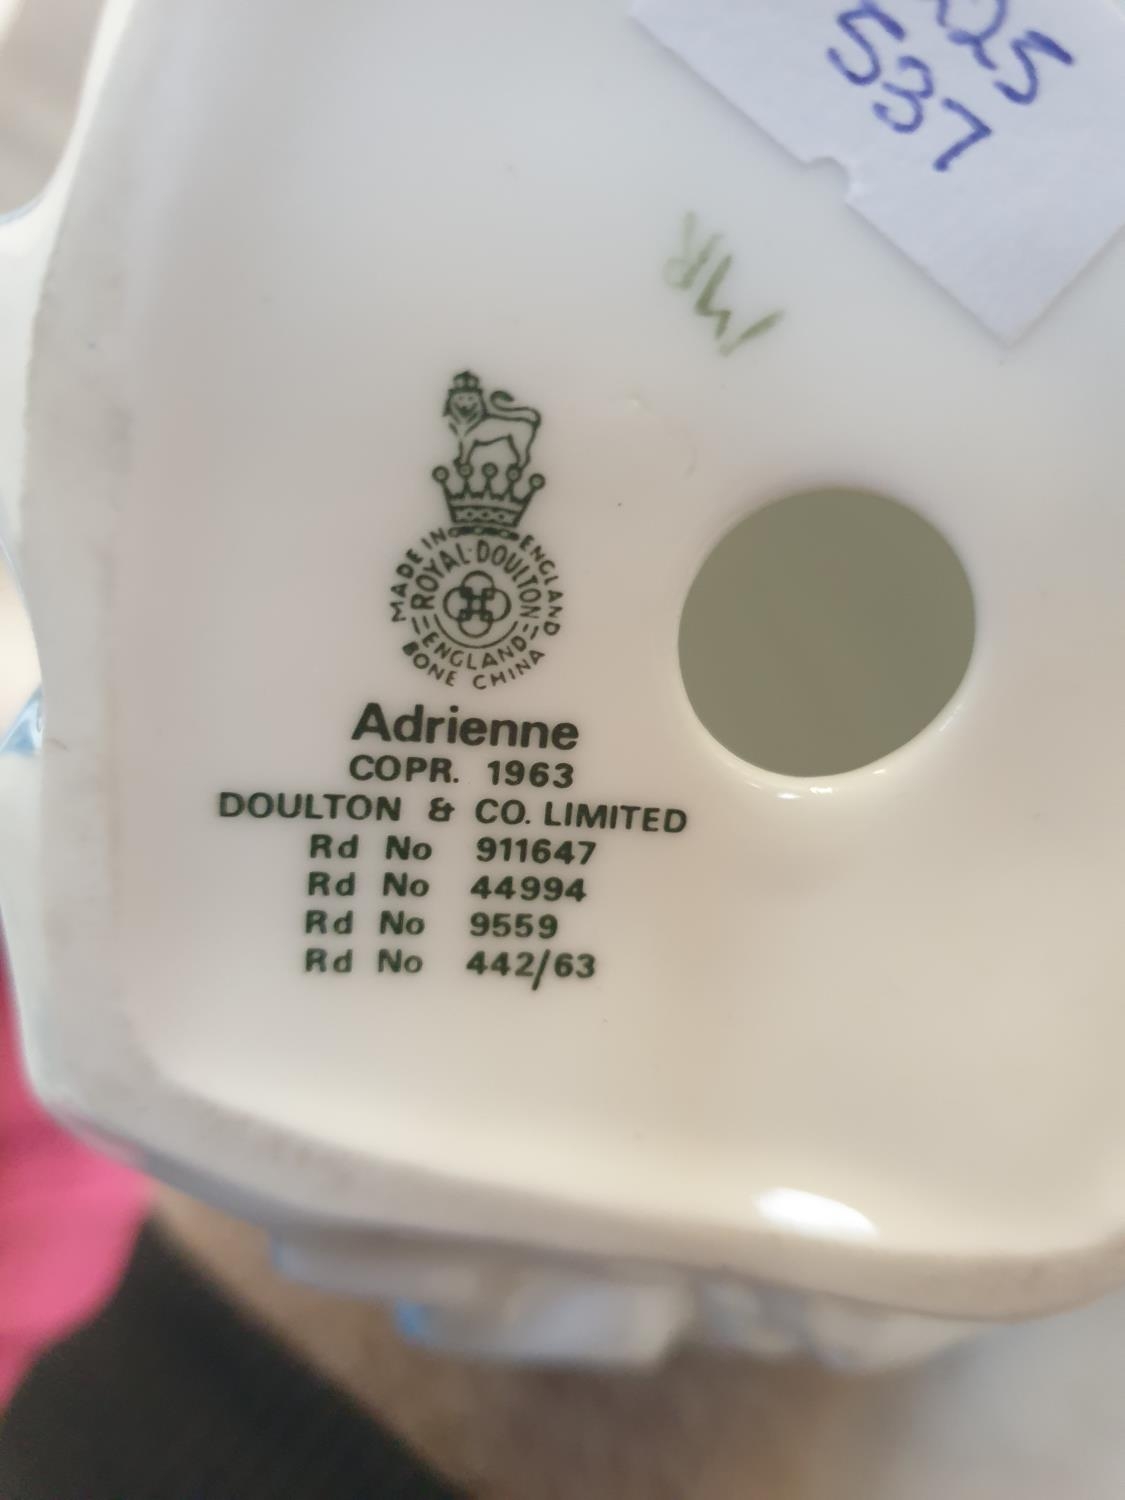 25
537
MR
MADE IN ENGLAND
ROYAL DOULTON
ENGLAND
BONE CHINA
Adrienne
COPR. 1963
DOULTON & CO. LIMITED
Rd No 911647
Rd No 44994
Rd No 9559
Rd No 442/63